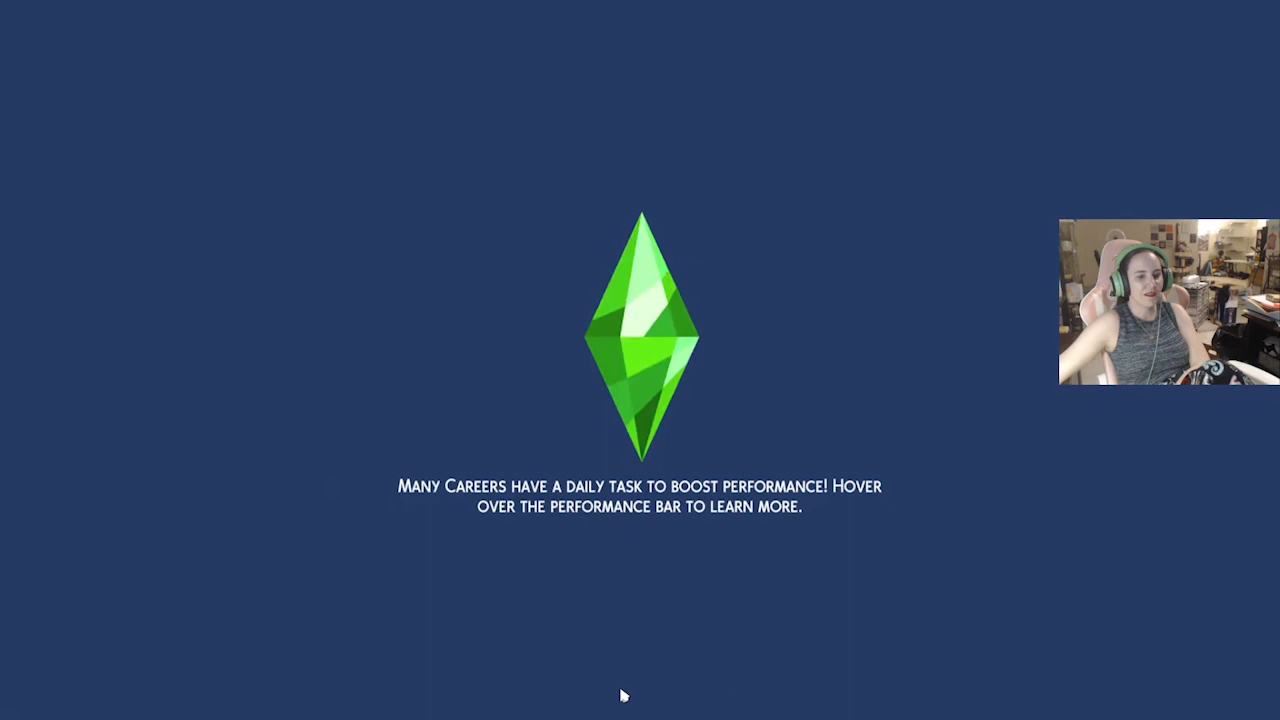 Many Careers have a daily task to boost performance! Hover
over the performance bar to learn more.